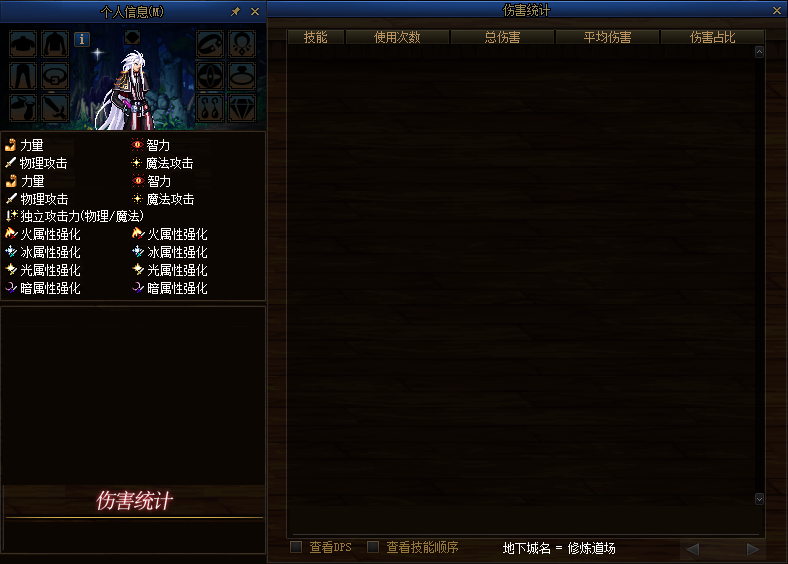 个人信息(M)
伤害统计
技能 使用次数 总伤害 平均伤害 伤害占比
力量 智力
物理攻击 魔法攻击
力量 智力
物理攻击 魔法攻击
独立攻击力(物理/魔法)
火属性强化 火属性强化
冰属性强化 冰属性强化
光属性强化 光属性强化
暗属性强化 暗属性强化
伤害统计
查看DPS 查看技能顺序 地下城名 = 修炼道场